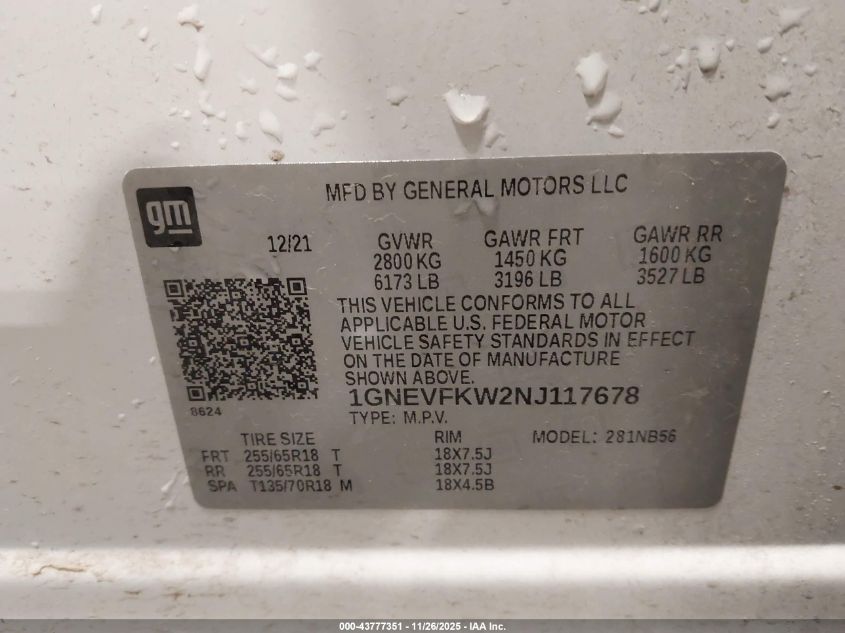 gm
MFD BY GENERAL MOTORS LLC
12/21
GVWR GAWR FRT GAWR RR
2800 KG 1450 KG 1600 KG
6173 LB 3196 LB 3527 LB
THIS VEHICLE CONFORMS TO ALL
APPLICABLE U.S. FEDERAL MOTOR
VEHICLE SAFETY STANDARDS IN EFFECT
ON THE DATE OF MANUFACTURE
SHOWN ABOVE.
8624
1GNEVFKW2NJ117678
TYPE: M.P.V.
TIRE SIZE RIM MODEL: 281NB56
FRT 255/65R18 T 18X7.5J
RR 255/65R18 T 18X7.5J
SPA T135/70R18 M 18X4.5B
000-43777351 - 11/26/2025 - IAA Inc.